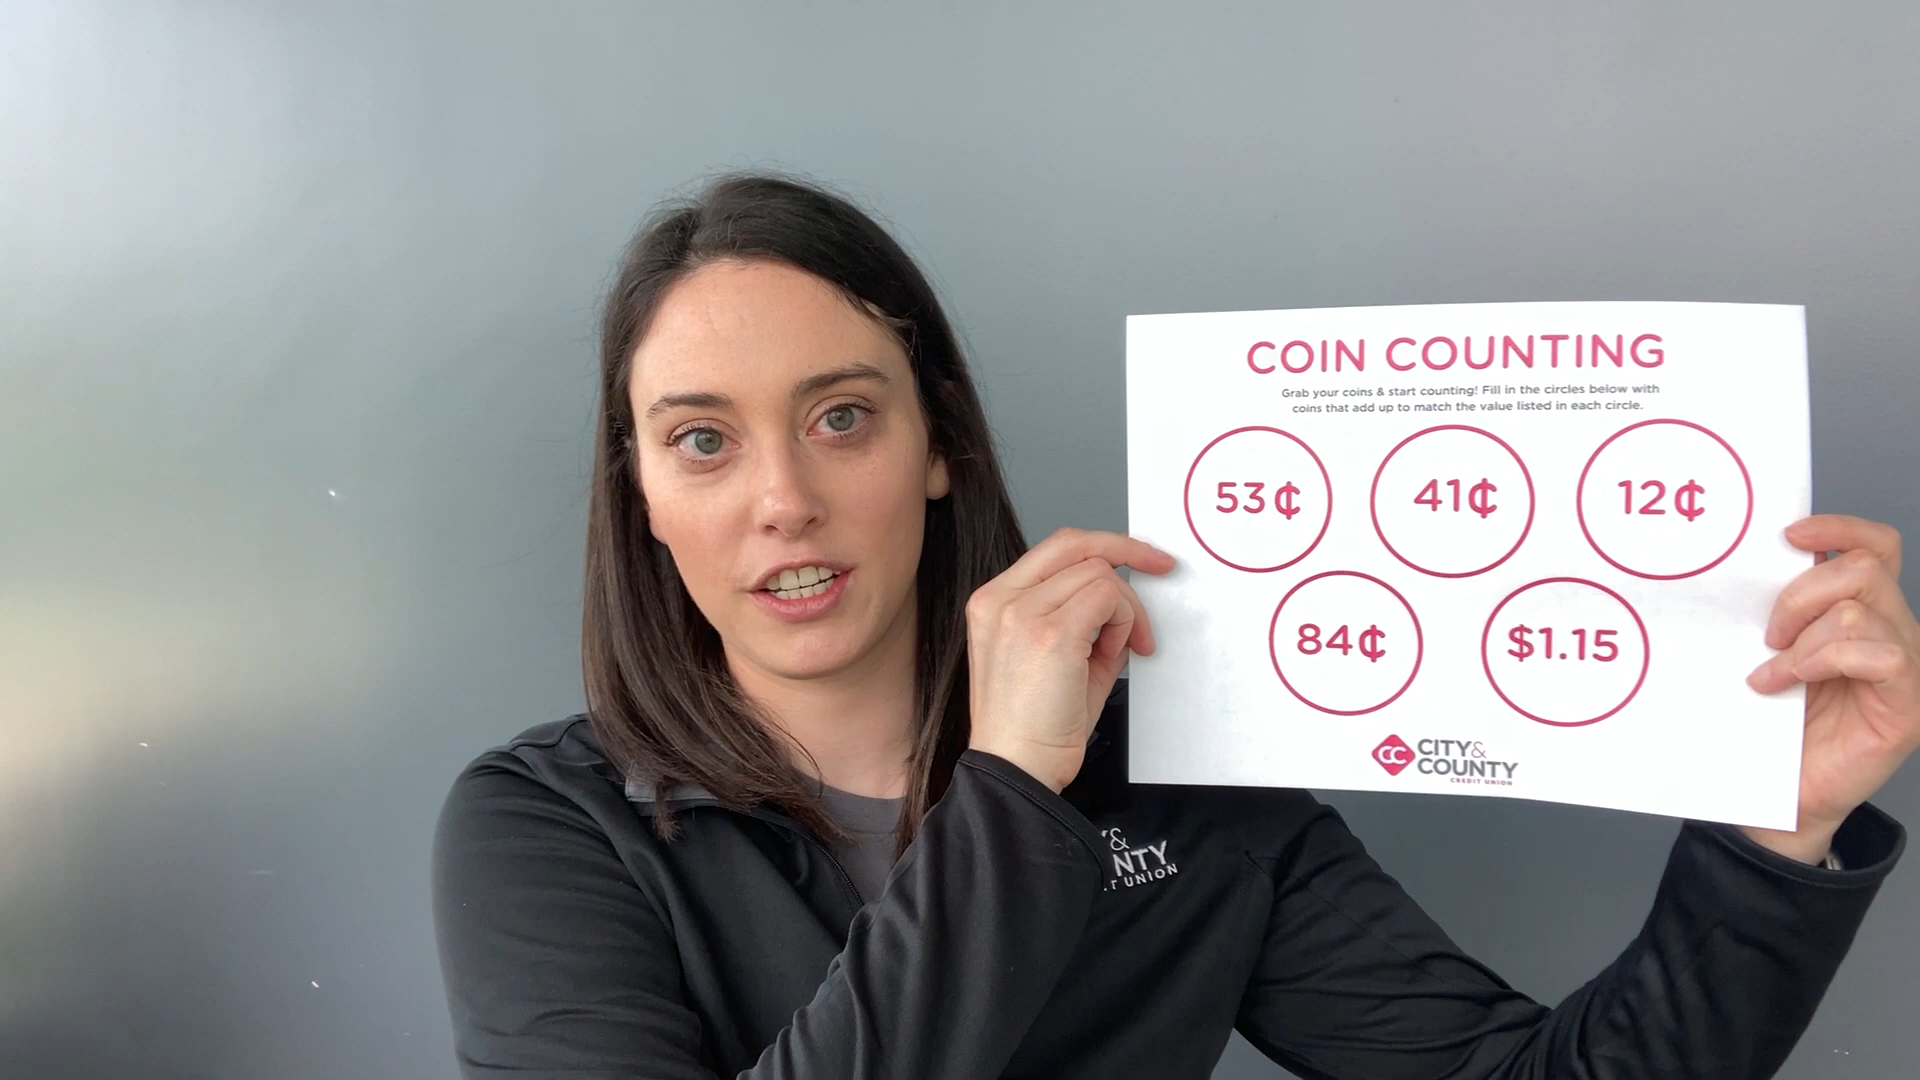 COIN COUNTING
Grab your coins & start counting! Fill in the circles below with
coins that add up to match the value listed in each circle.
53¢ 41¢ 12¢
84¢ $1.15
CC CITY&
COUNTY
CREDIT UNION
&
NTY
T UNION